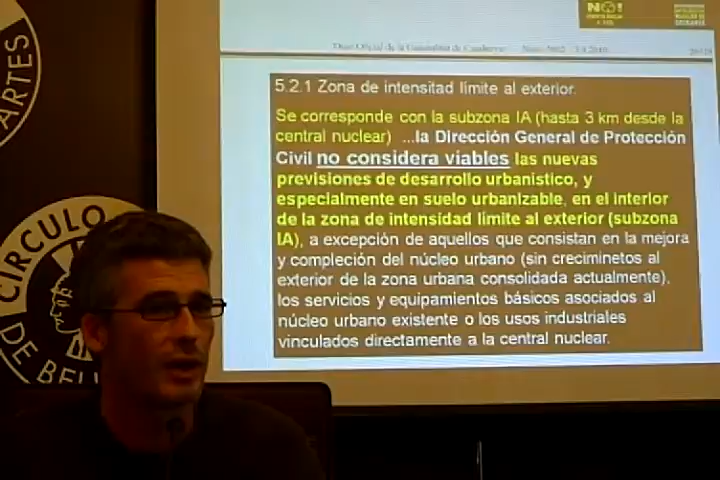 NO!
5.2.1 Zona de intensitad límite al exterior.
Se corresponde con la subzona IA (hasta 3 km desde la
central nuclear) ...la Dirección General de Protección
Civil no considera viables las nuevas
previsiones de desarrollo urbanístico, y
especialmente en suelo urbanizable, en el interior
de la zona de intensidad límite al exterior (subzona
IA), a excepción de aquellos que consistan en la mejora
y compleción del núcleo urbano (sin creciminetos al
exterior de la zona urbana consolidada actualmente),
los servicios y equipamientos básicos asociados al
núcleo urbano existente o los usos industriales
vinculados directamente a la central nuclear.
ARTES
CIRCULO
DE BEL